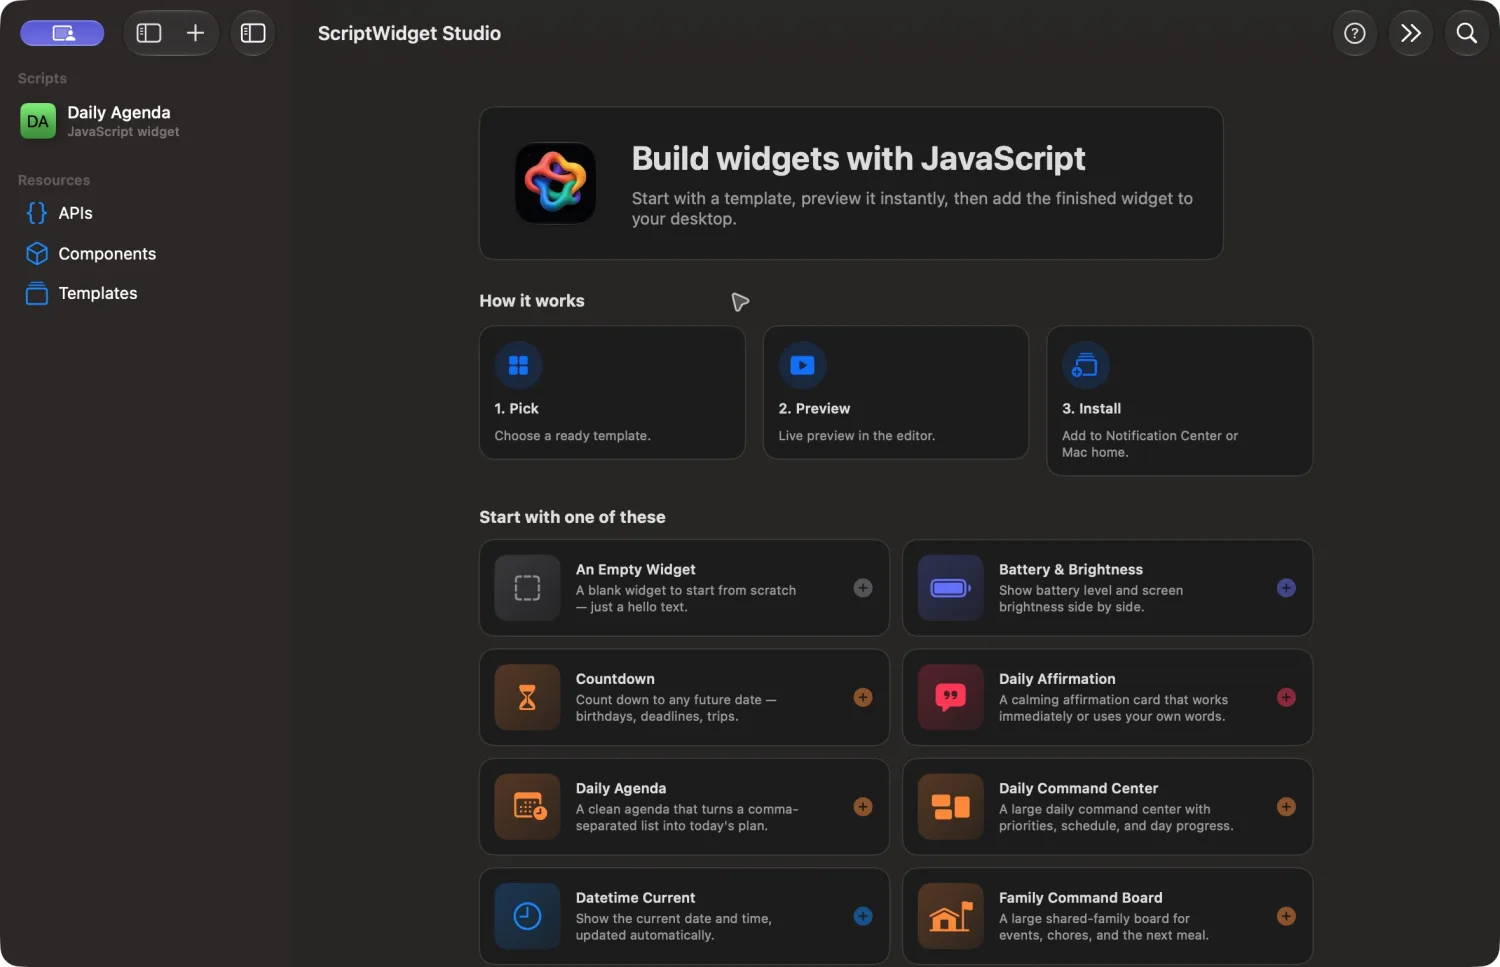 ScriptWidget Studio
Scripts
DA
Daily Agenda
JavaScript widget
Resources
{} APIs
Components
Templates
Build widgets with JavaScript
Start with a template, preview it instantly, then add the finished widget to
your desktop.
How it works
1. Pick
Choose a ready template.
2. Preview
Live preview in the editor.
3. Install
Add to Notification Center or
Mac home.
Start with one of these
An Empty Widget
A blank widget to start from scratch
— just a hello text.
Battery & Brightness
Show battery level and screen
brightness side by side.
Countdown
Count down to any future date —
birthdays, deadlines, trips.
Daily Affirmation
A calming affirmation card that works
immediately or uses your own words.
Daily Agenda
A clean agenda that turns a comma-
separated list into today's plan.
Daily Command Center
A large daily command center with
priorities, schedule, and day progress.
Datetime Current
Show the current date and time,
updated automatically.
Family Command Board
A large shared-family board for
events, chores, and the next meal.